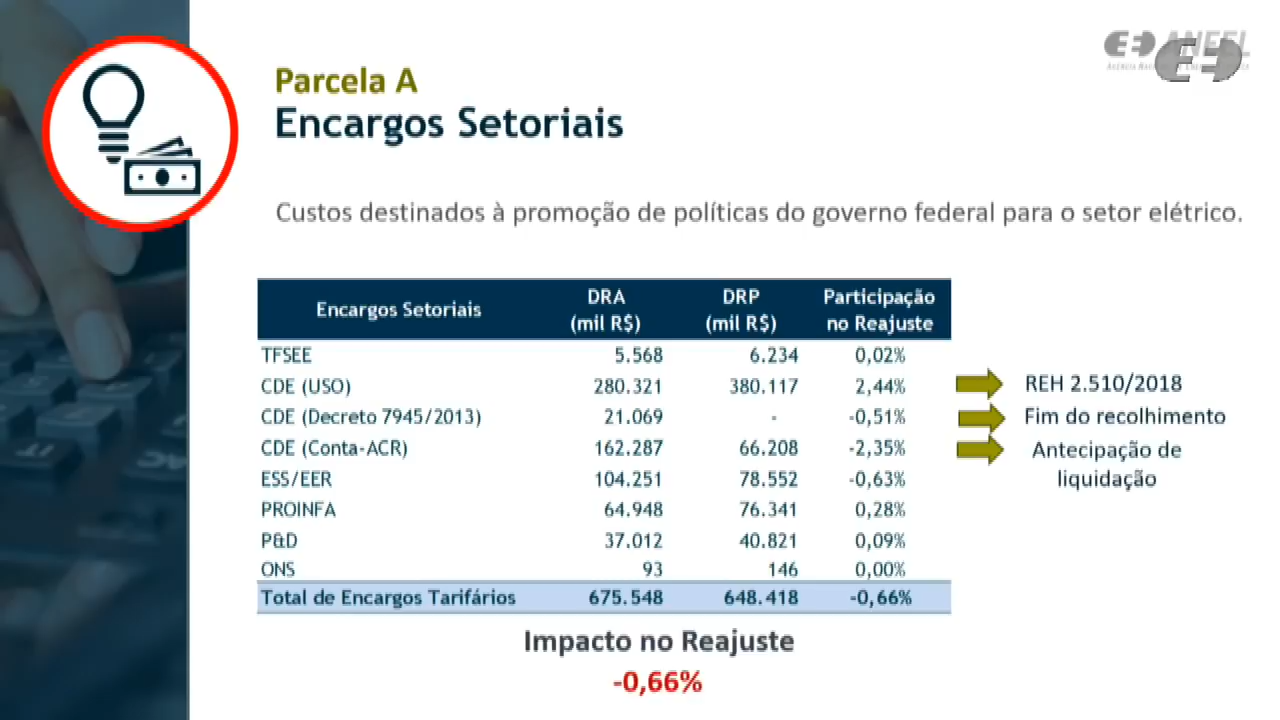 ANEEL
Parcela A
Encargos Setoriais
Custos destinados à promoção de políticas do governo federal para o setor elétrico.
Encargos Setoriais DRA (mil R$) DRP (mil R$) Participação no Reajuste
TFSEE 5.568 6.234 0,02%
CDE (USO) 280.321 380.117 2,44% REH 2.510/2018
CDE (Decreto 7945/2013) 21.069 - -0,51% Fim do recolhimento
CDE (Conta-ACR) 162.287 66.208 -2,35% Antecipação de
liquidação
ESS/EER 104.251 78.552 -0,63%
PROINFA 64.948 76.341 0,28%
P&D 37.012 40.821 0,09%
ONS 93 146 0,00%
Total de Encargos Tarifários 675.548 648.418 -0,66%
Impacto no Reajuste
-0,66%